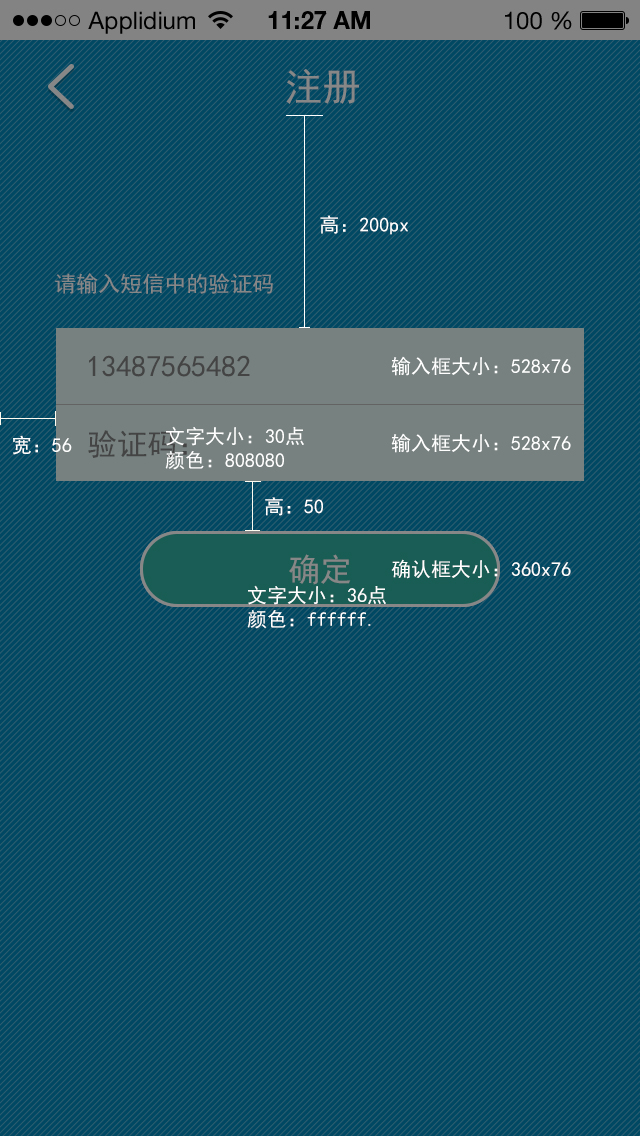 Applidium 11:27 AM 100 %
注册
高：200px
请输入短信中的验证码
13487565482 输入框大小：528x76
验证码： 输入框大小：528x76
文字大小：30点
颜色：808080
宽：56
高：50
确定 确认框大小：360x76
文字大小：36点
颜色：ffffff.